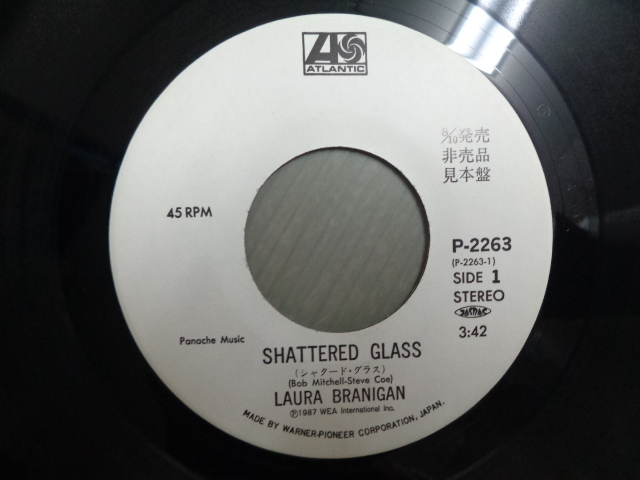 ATLANTIC
8/10発売
非売品
見本盤
45 RPM
P-2263
(P-2263-1)
SIDE 1
STEREO
JASRAC
3:42
Panache Music
SHATTERED GLASS
(シャタード・グラス)
(Bob Mitchell-Steve Coe)
LAURA BRANIGAN
℗1987 WEA International Inc.
MADE BY WARNER-PIONEER CORPORATION, JAPAN.